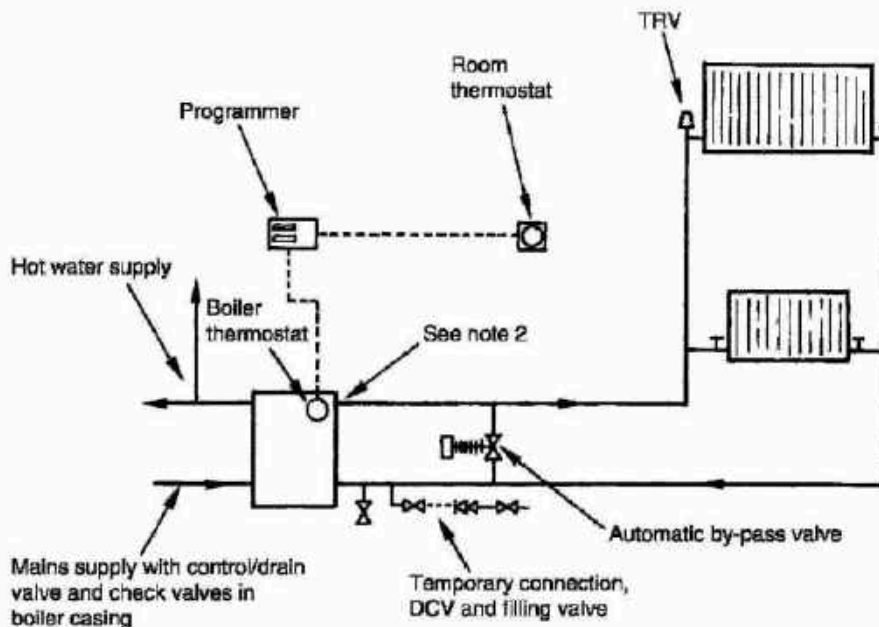 TRV
Room
thermostat
Programmer
Hot water supply
Boiler
thermostat
See note 2
Automatic by-pass valve
Mains supply with control/drain
valve and check valves in
boiler casing
Temporary connection,
DCV and filling valve